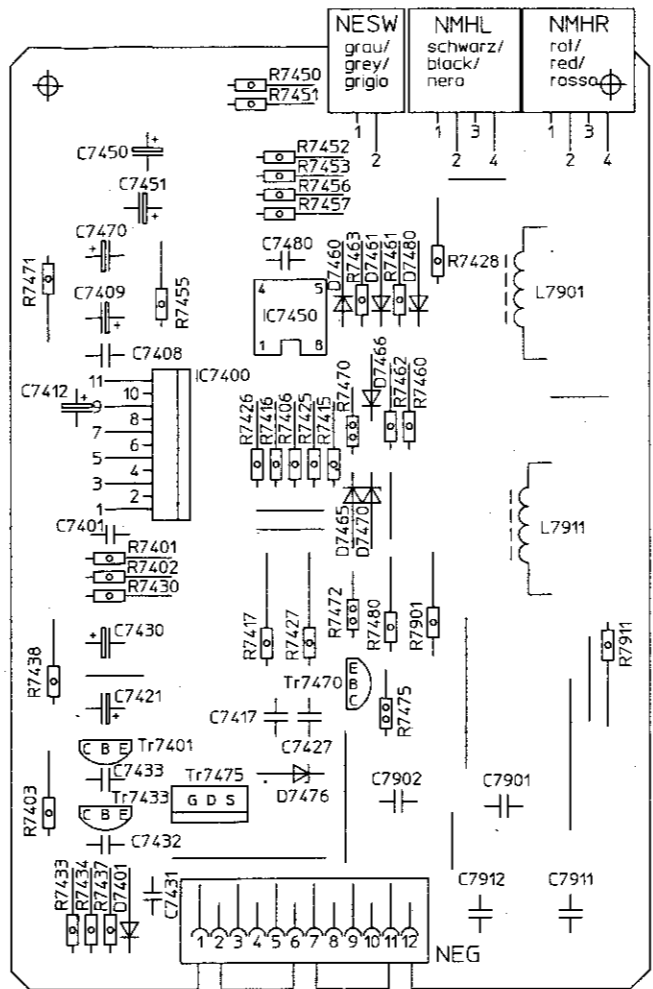 NESW NMHL NMHR
grau/ schwarz/ rot/
grey/ black/ red/
grigio nero rosso
1 2 1 2 3 4 1 2 3 4
R7450
R7451
C7450
R7452
R7453
R7456
R7457
C7451
C7470
C7480
D7460
R7463
D7461
R7461
D7480
R7428
R7471
C7409
R7455
4 5
IC7450
1 8
L7901
C7408
IC7400
C7412
11
10
9
8
7
6
5
4
3
2
1
R7426
R7416
R7406
R7425
R7415
R7470
D7466
R7462
R7460
D7465
D7470
L7911
C7401
R7401
R7402
R7430
C7430
R7417
R7427
R7472
R7480
R7901
R7911
R7438
C7421
Tr7470
E
B
C
R7475
C7417
C7427
Tr7401
C B E
C7433
Tr7475
G D S
D7476
C7902
C7901
R7403
Tr7433
C B E
C7432
R7433
R7434
R7437
D7401
C7431
C7912
C7911
1 2 3 4 5 6 7 8 9 10 11 12
NEG